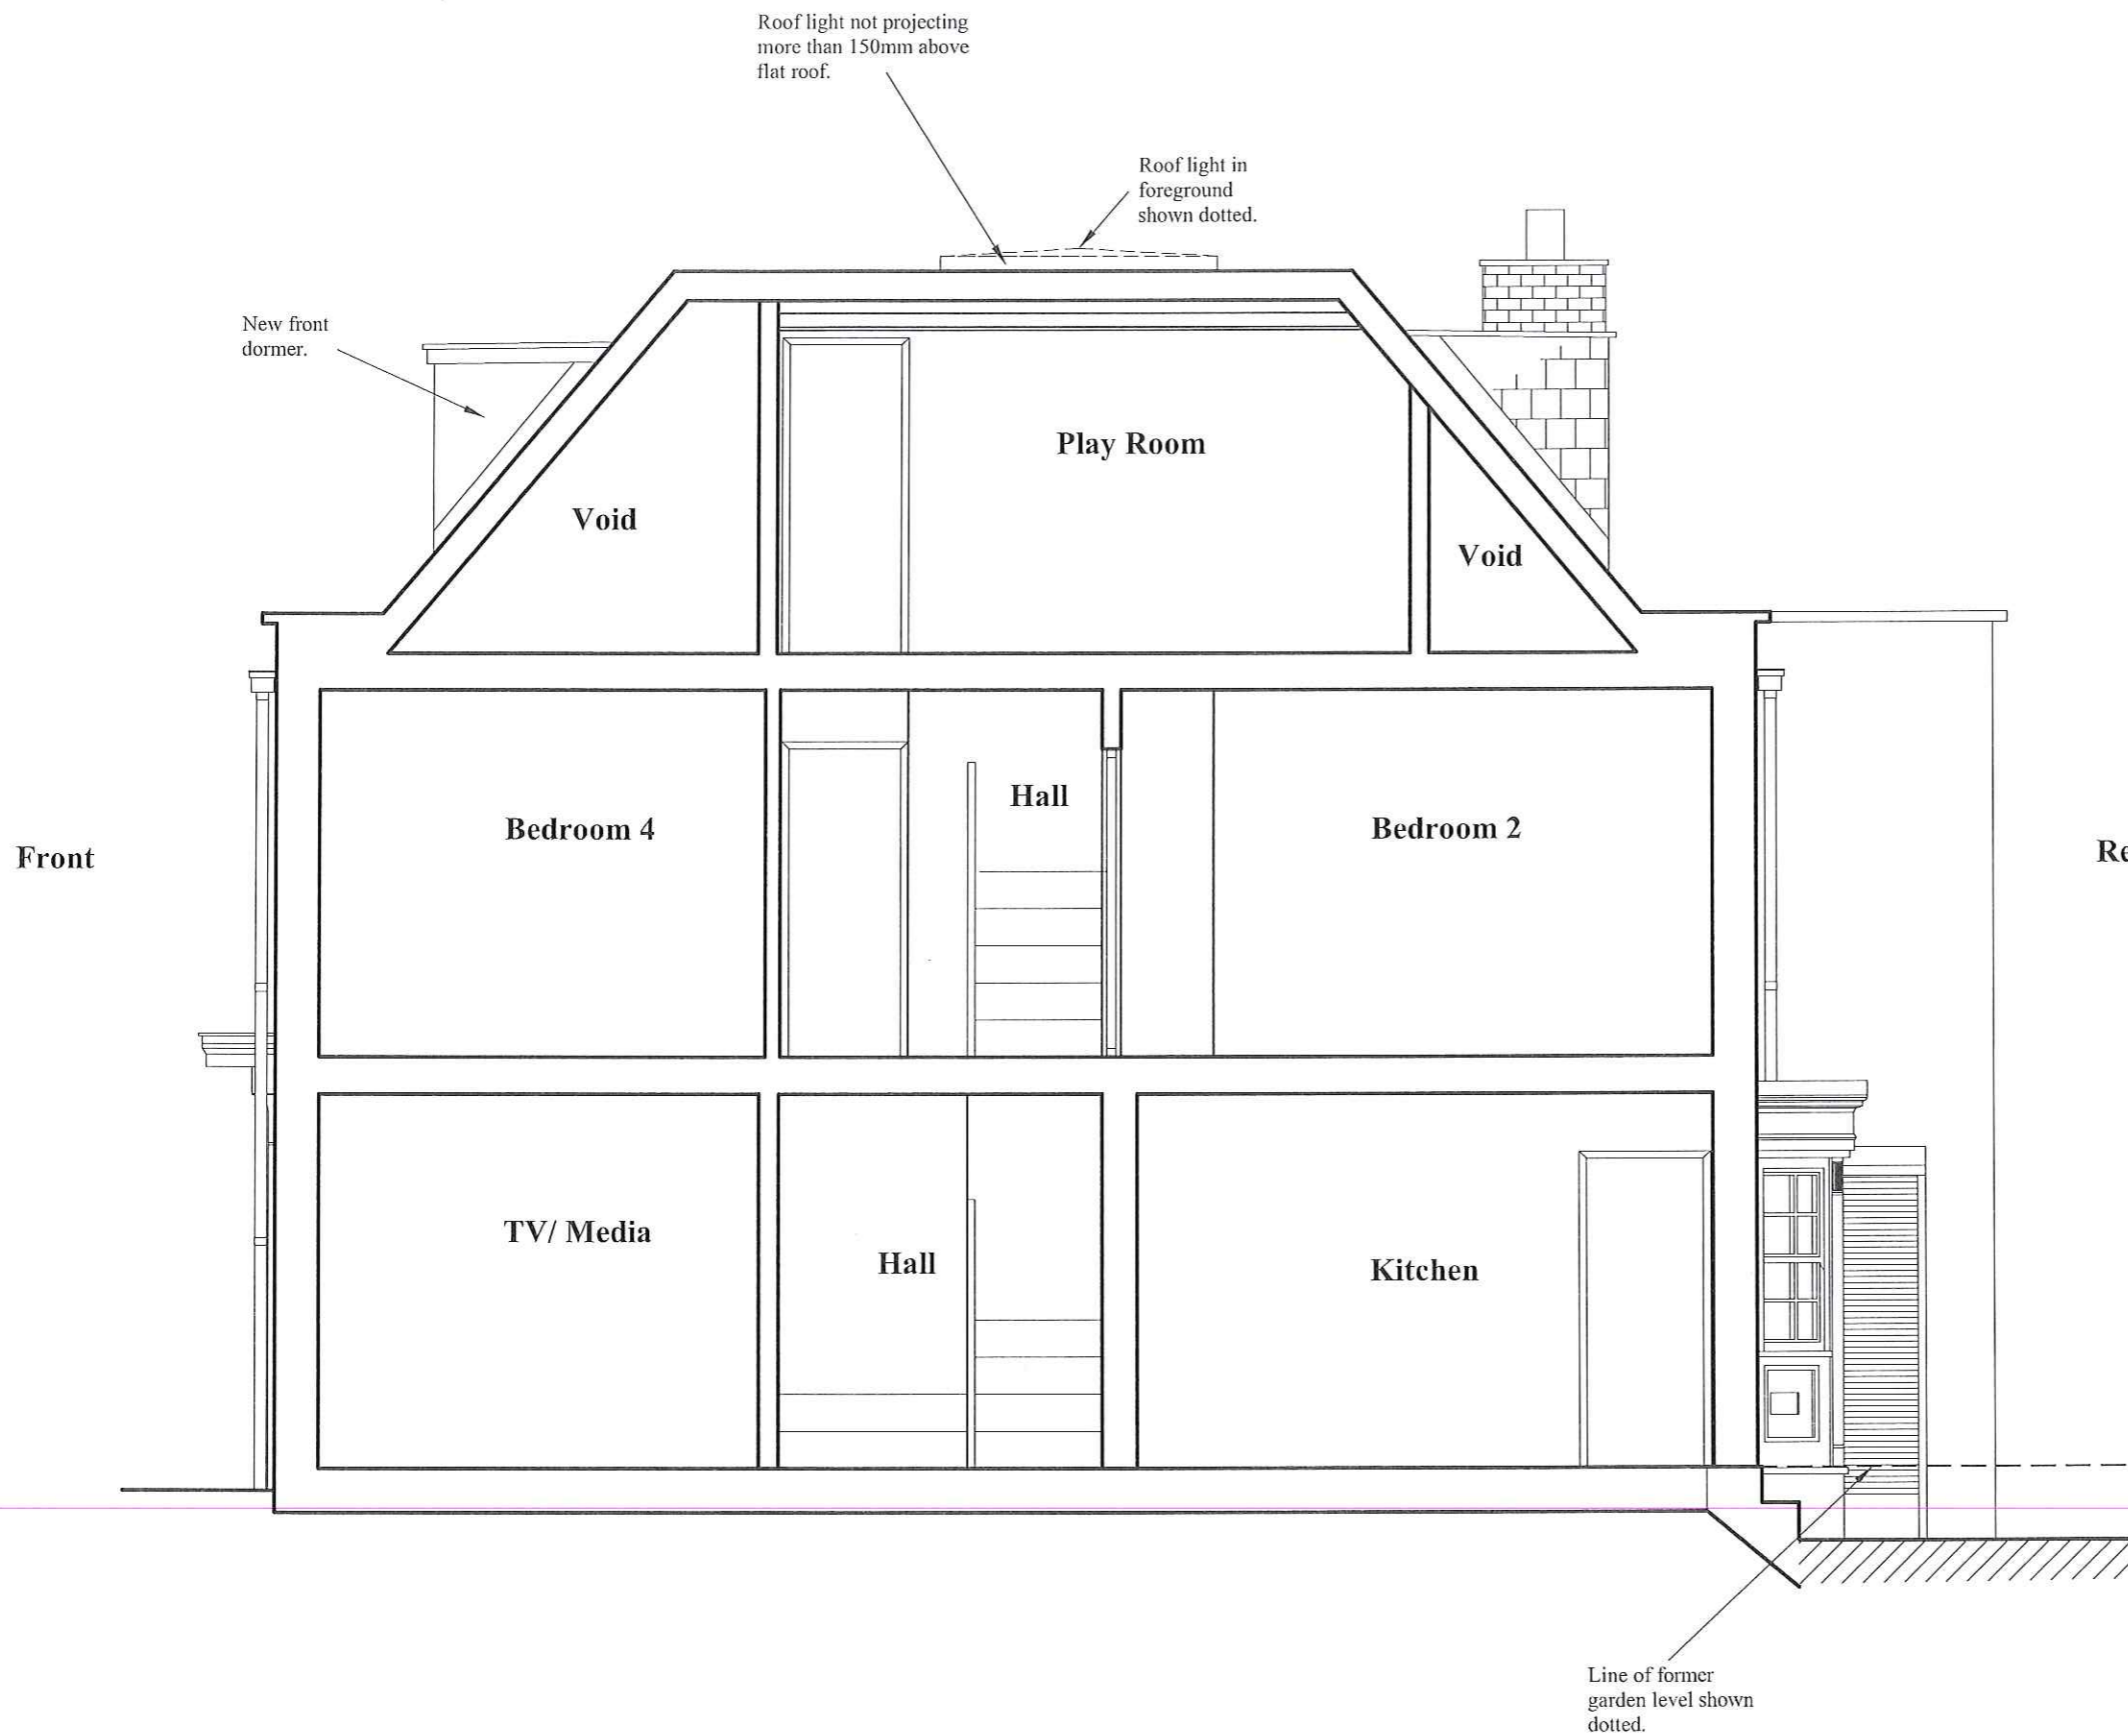 Roof light not projecting
more than 150mm above
flat roof.
Roof light in
foreground
shown dotted.
New front
dormer.
Play Room
Void
Void
Hall
Bedroom 4
Bedroom 2
Front
Re
TV/ Media
Hall
Kitchen
Line of former
garden level shown
dotted.